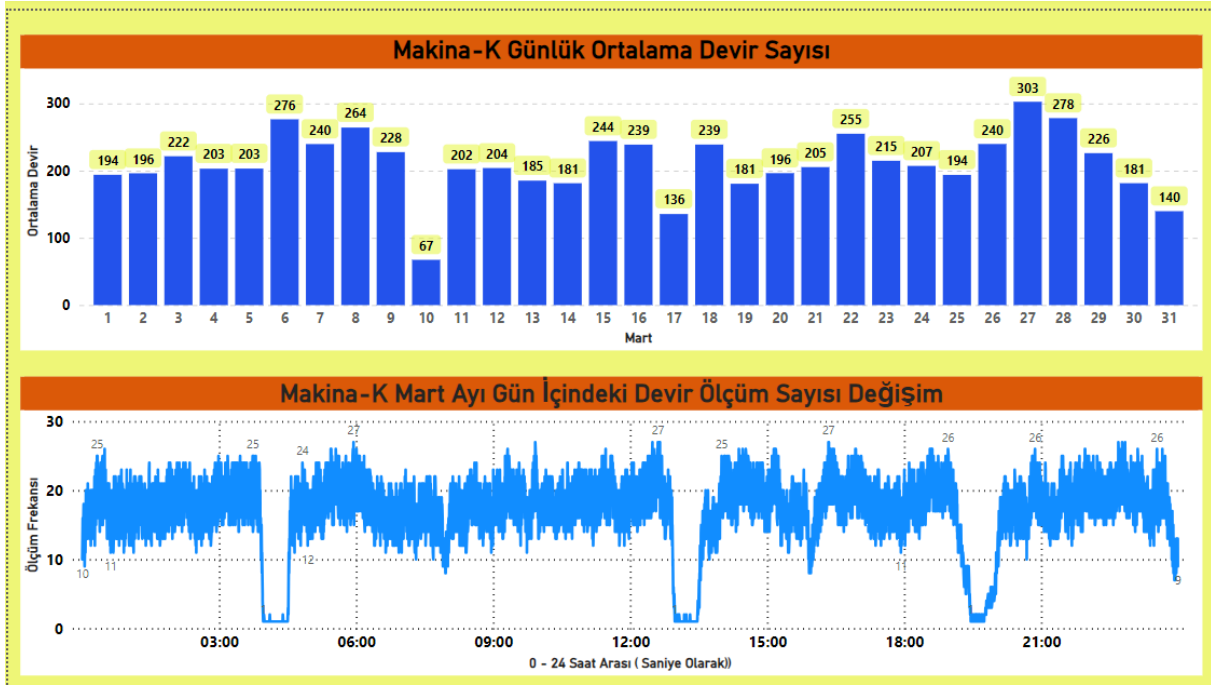 Makina-K Günlük Ortalama Devir Sayısı
300
200
100
0
Ortalama Devir
194 196 222 203 203 276 240 264 228 67 202 204 185 181 244 239 136 239 181 196 205 255 215 207 194 240 303 278 226 181 140
1 2 3 4 5 6 7 8 9 10 11 12 13 14 15 16 17 18 19 20 21 22 23 24 25 26 27 28 29 30 31
Mart
Makina-K Mart Ayı Gün İçindeki Devir Ölçüm Sayısı Değişim
30
20
10
0
Ölçüm Frekansı
25 25 24 27 27 25 27 26 26 26
10 11 12 11 9
03:00 06:00 09:00 12:00 15:00 18:00 21:00
0 - 24 Saat Arası ( Saniye Olarak))